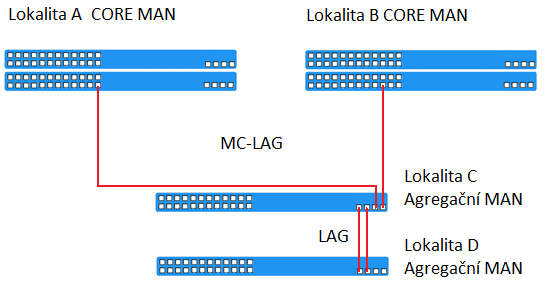 Lokalita A  CORE MAN
Lokalita B CORE MAN
MC-LAG
Lokalita C
Agregační MAN
LAG
Lokalita D
Agregační MAN